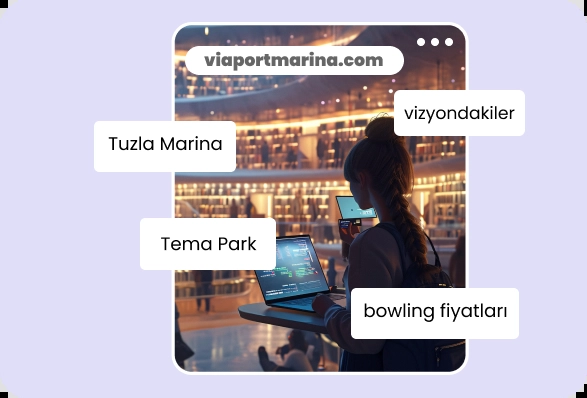 viaportmarina.com
vizyondakiler
Tuzla Marina
Tema Park
bowling fiyatları